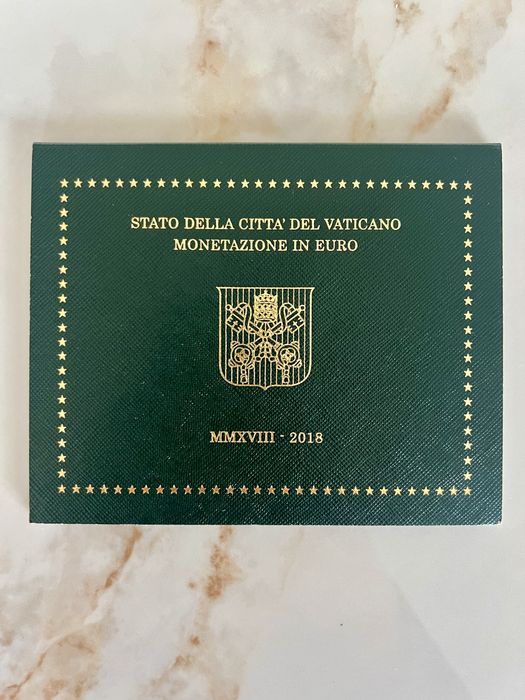 STATO DELLA CITTA' DEL VATICANO
MONETAZIONE IN EURO
MMXVIII - 2018